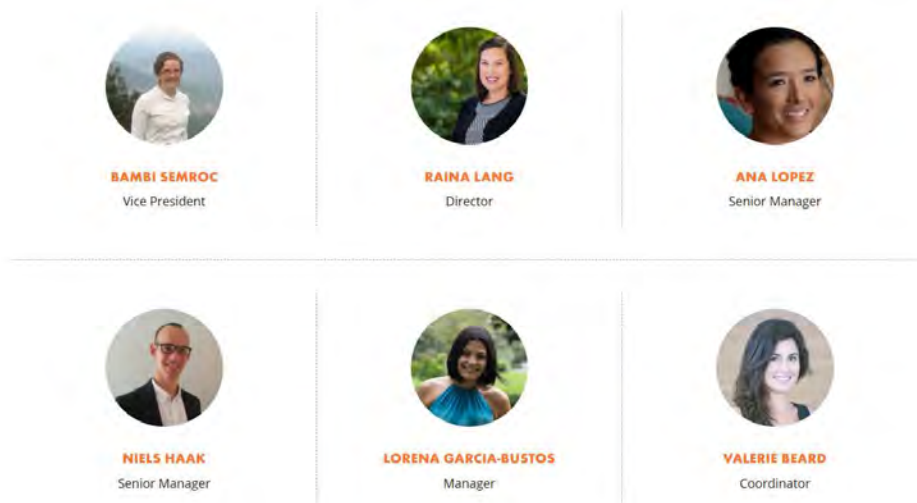 BAMBI SEMROC
Vice President
RAINA LANG
Director
ANA LOPEZ
Senior Manager
NIELS HAAK
Senior Manager
LORENA GARCIA-BUSTOS
Manager
VALERIE BEARD
Coordinator